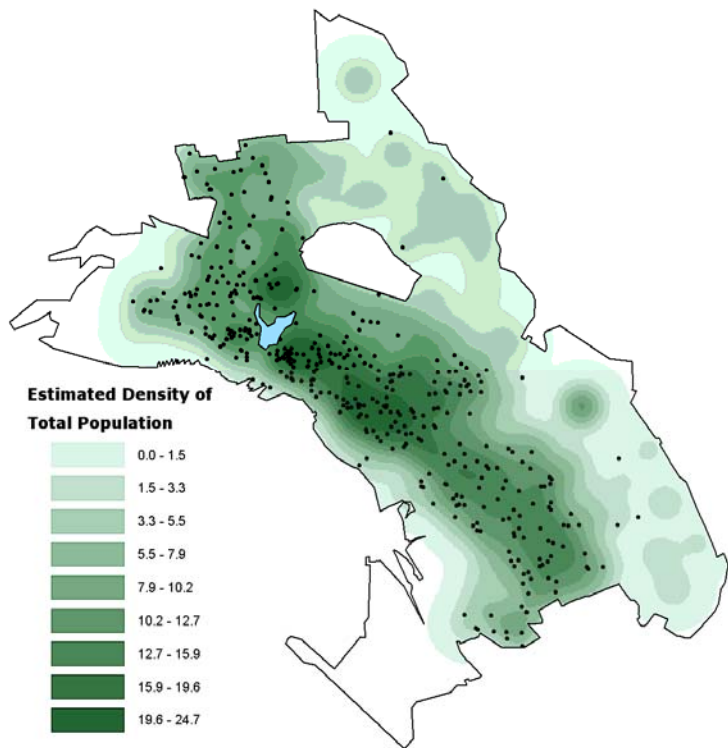 Estimated Density of
Total Population
0.0 - 1.5
1.5 - 3.3
3.3 - 5.5
5.5 - 7.9
7.9 - 10.2
10.2 - 12.7
12.7 - 15.9
15.9 - 19.6
19.6 - 24.7